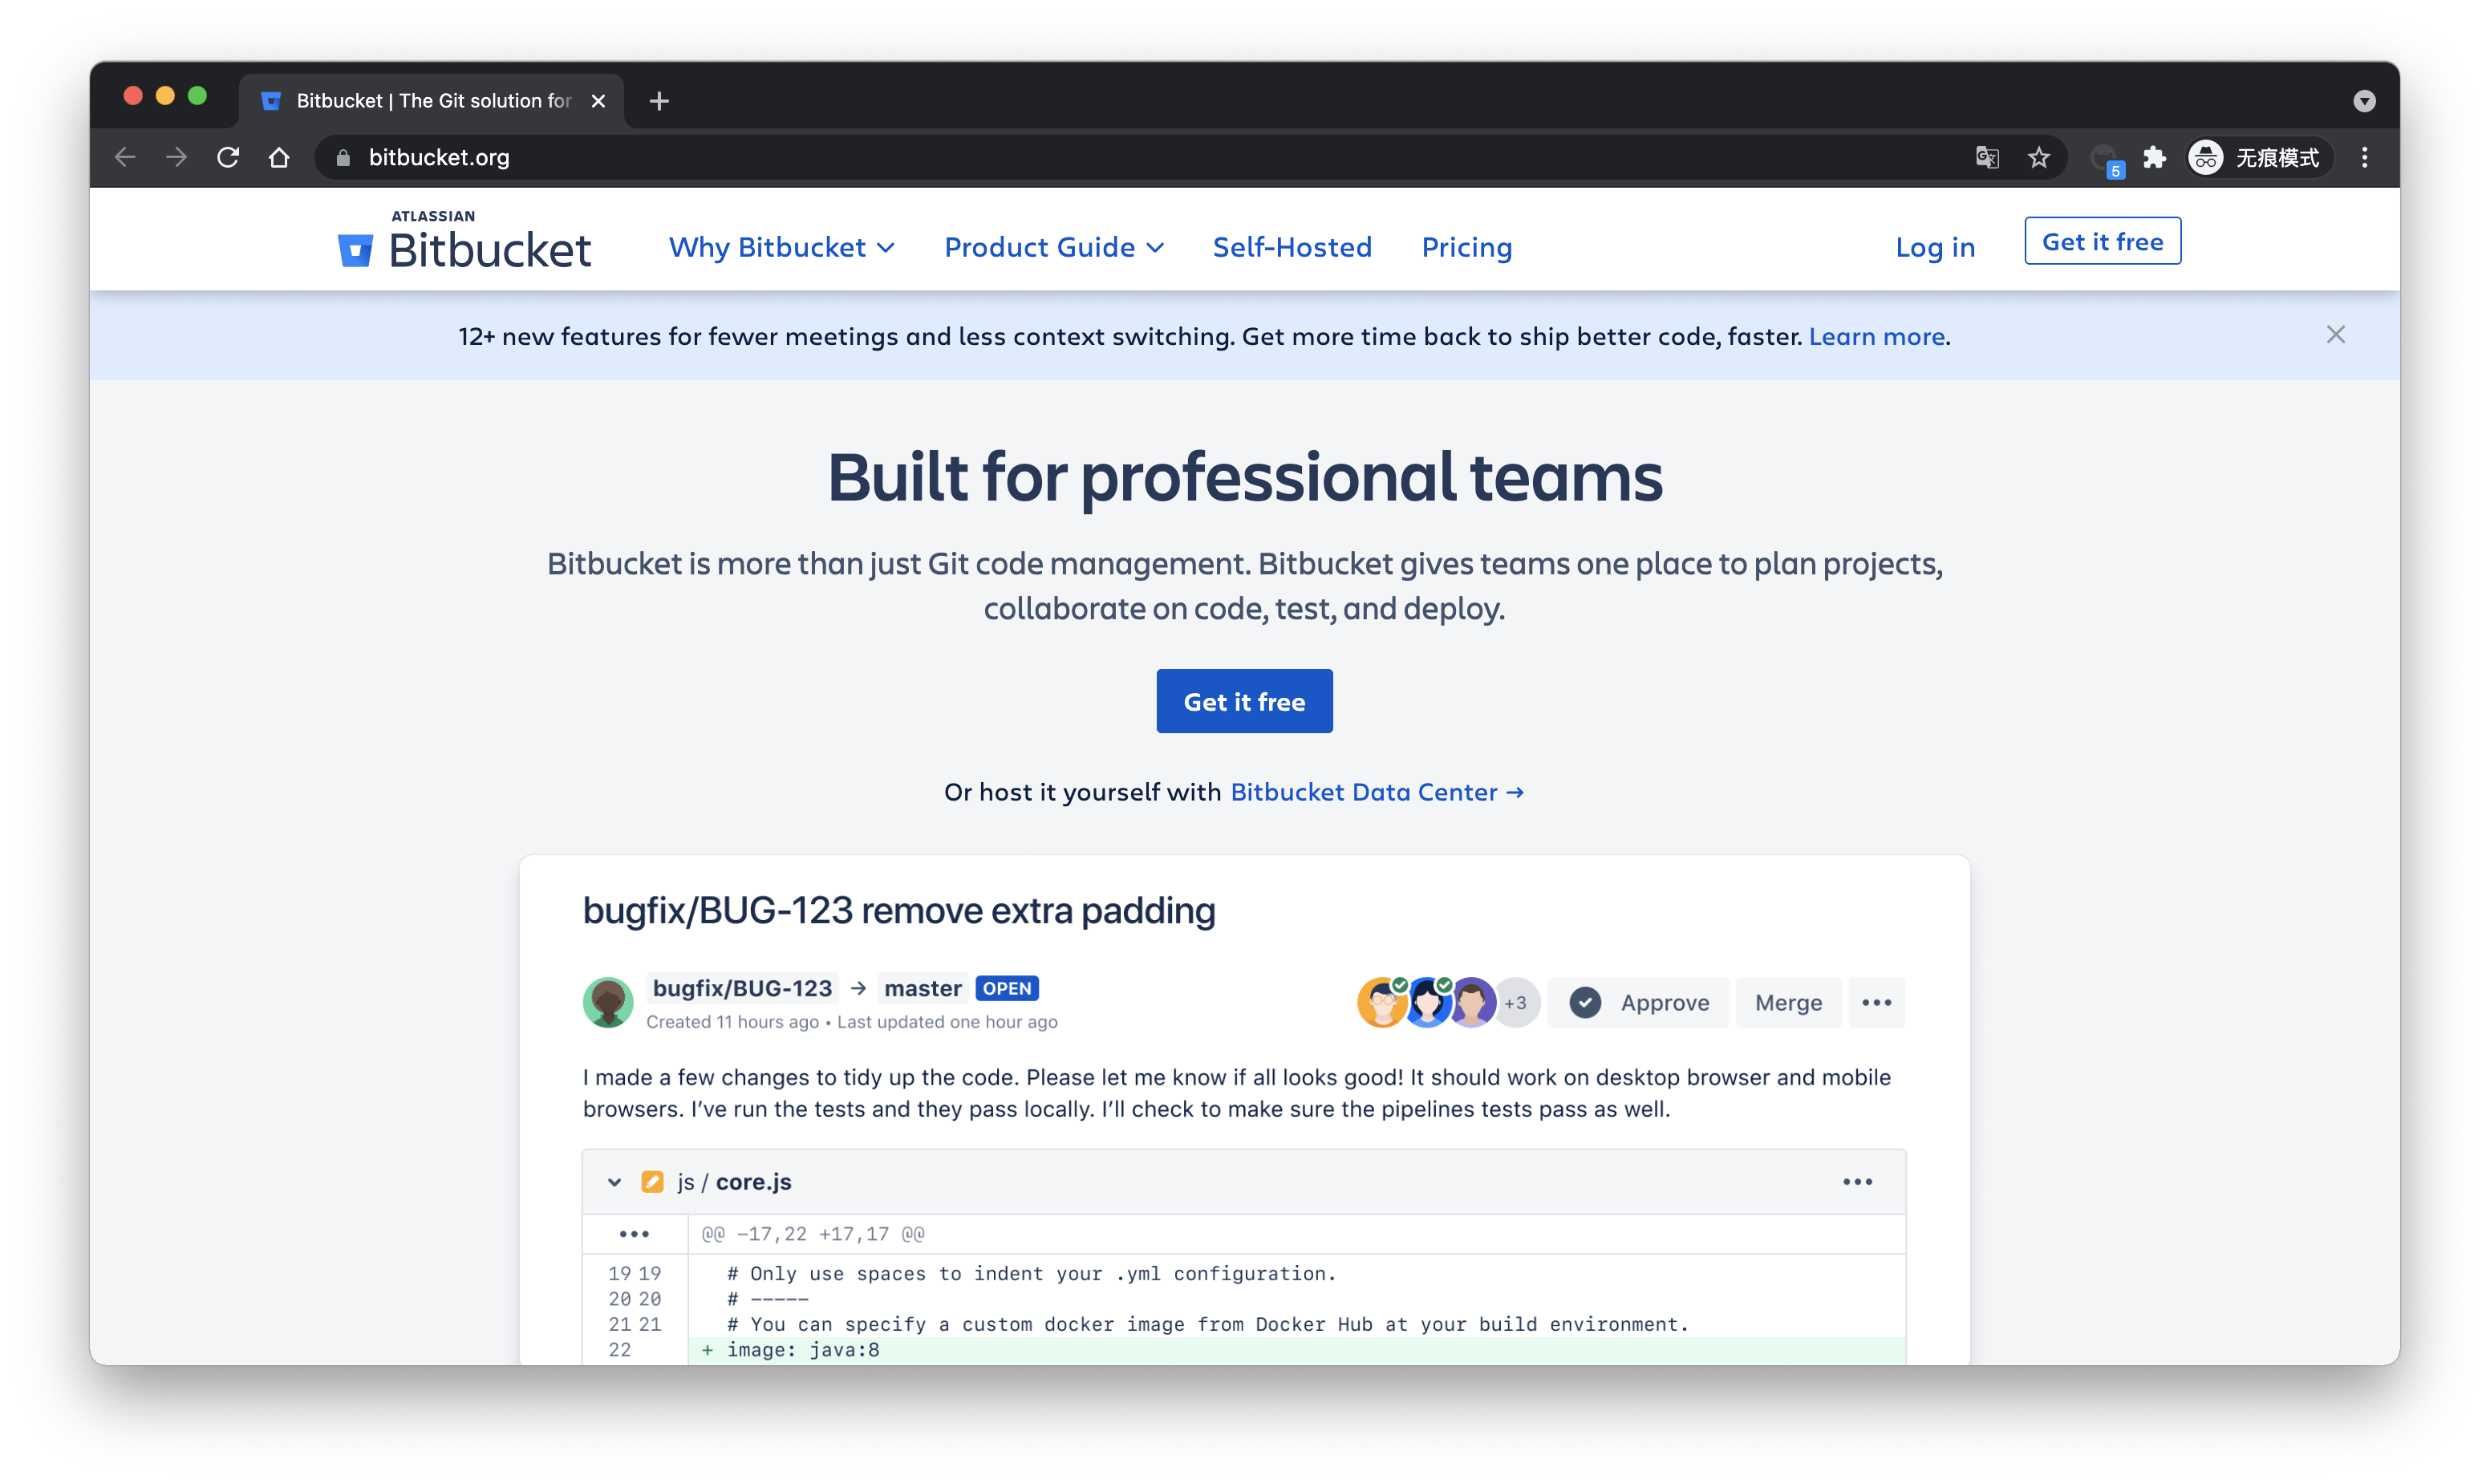 Bitbucket | The Git solution for
bitbucket.org
5
无痕模式
ATLASSIAN
Bitbucket
Why Bitbucket
Product Guide
Self-Hosted
Pricing
Log in
Get it free
12+ new features for fewer meetings and less context switching. Get more time back to ship better code, faster. Learn more.
Built for professional teams
Bitbucket is more than just Git code management. Bitbucket gives teams one place to plan projects,
collaborate on code, test, and deploy.
Get it free
Or host it yourself with Bitbucket Data Center →
bugfix/BUG-123 remove extra padding
bugfix/BUG-123 → master OPEN
Created 11 hours ago • Last updated one hour ago
+3
Approve
Merge
I made a few changes to tidy up the code. Please let me know if all looks good! It should work on desktop browser and mobile
browsers. I’ve run the tests and they pass locally. I’ll check to make sure the pipelines tests pass as well.
js / core.js
@@ −17,22 +17,17 @@
19 19 # Only use spaces to indent your .yml configuration.
20 20 # −−−−−
21 21 # You can specify a custom docker image from Docker Hub at your build environment.
22 + image: java:8